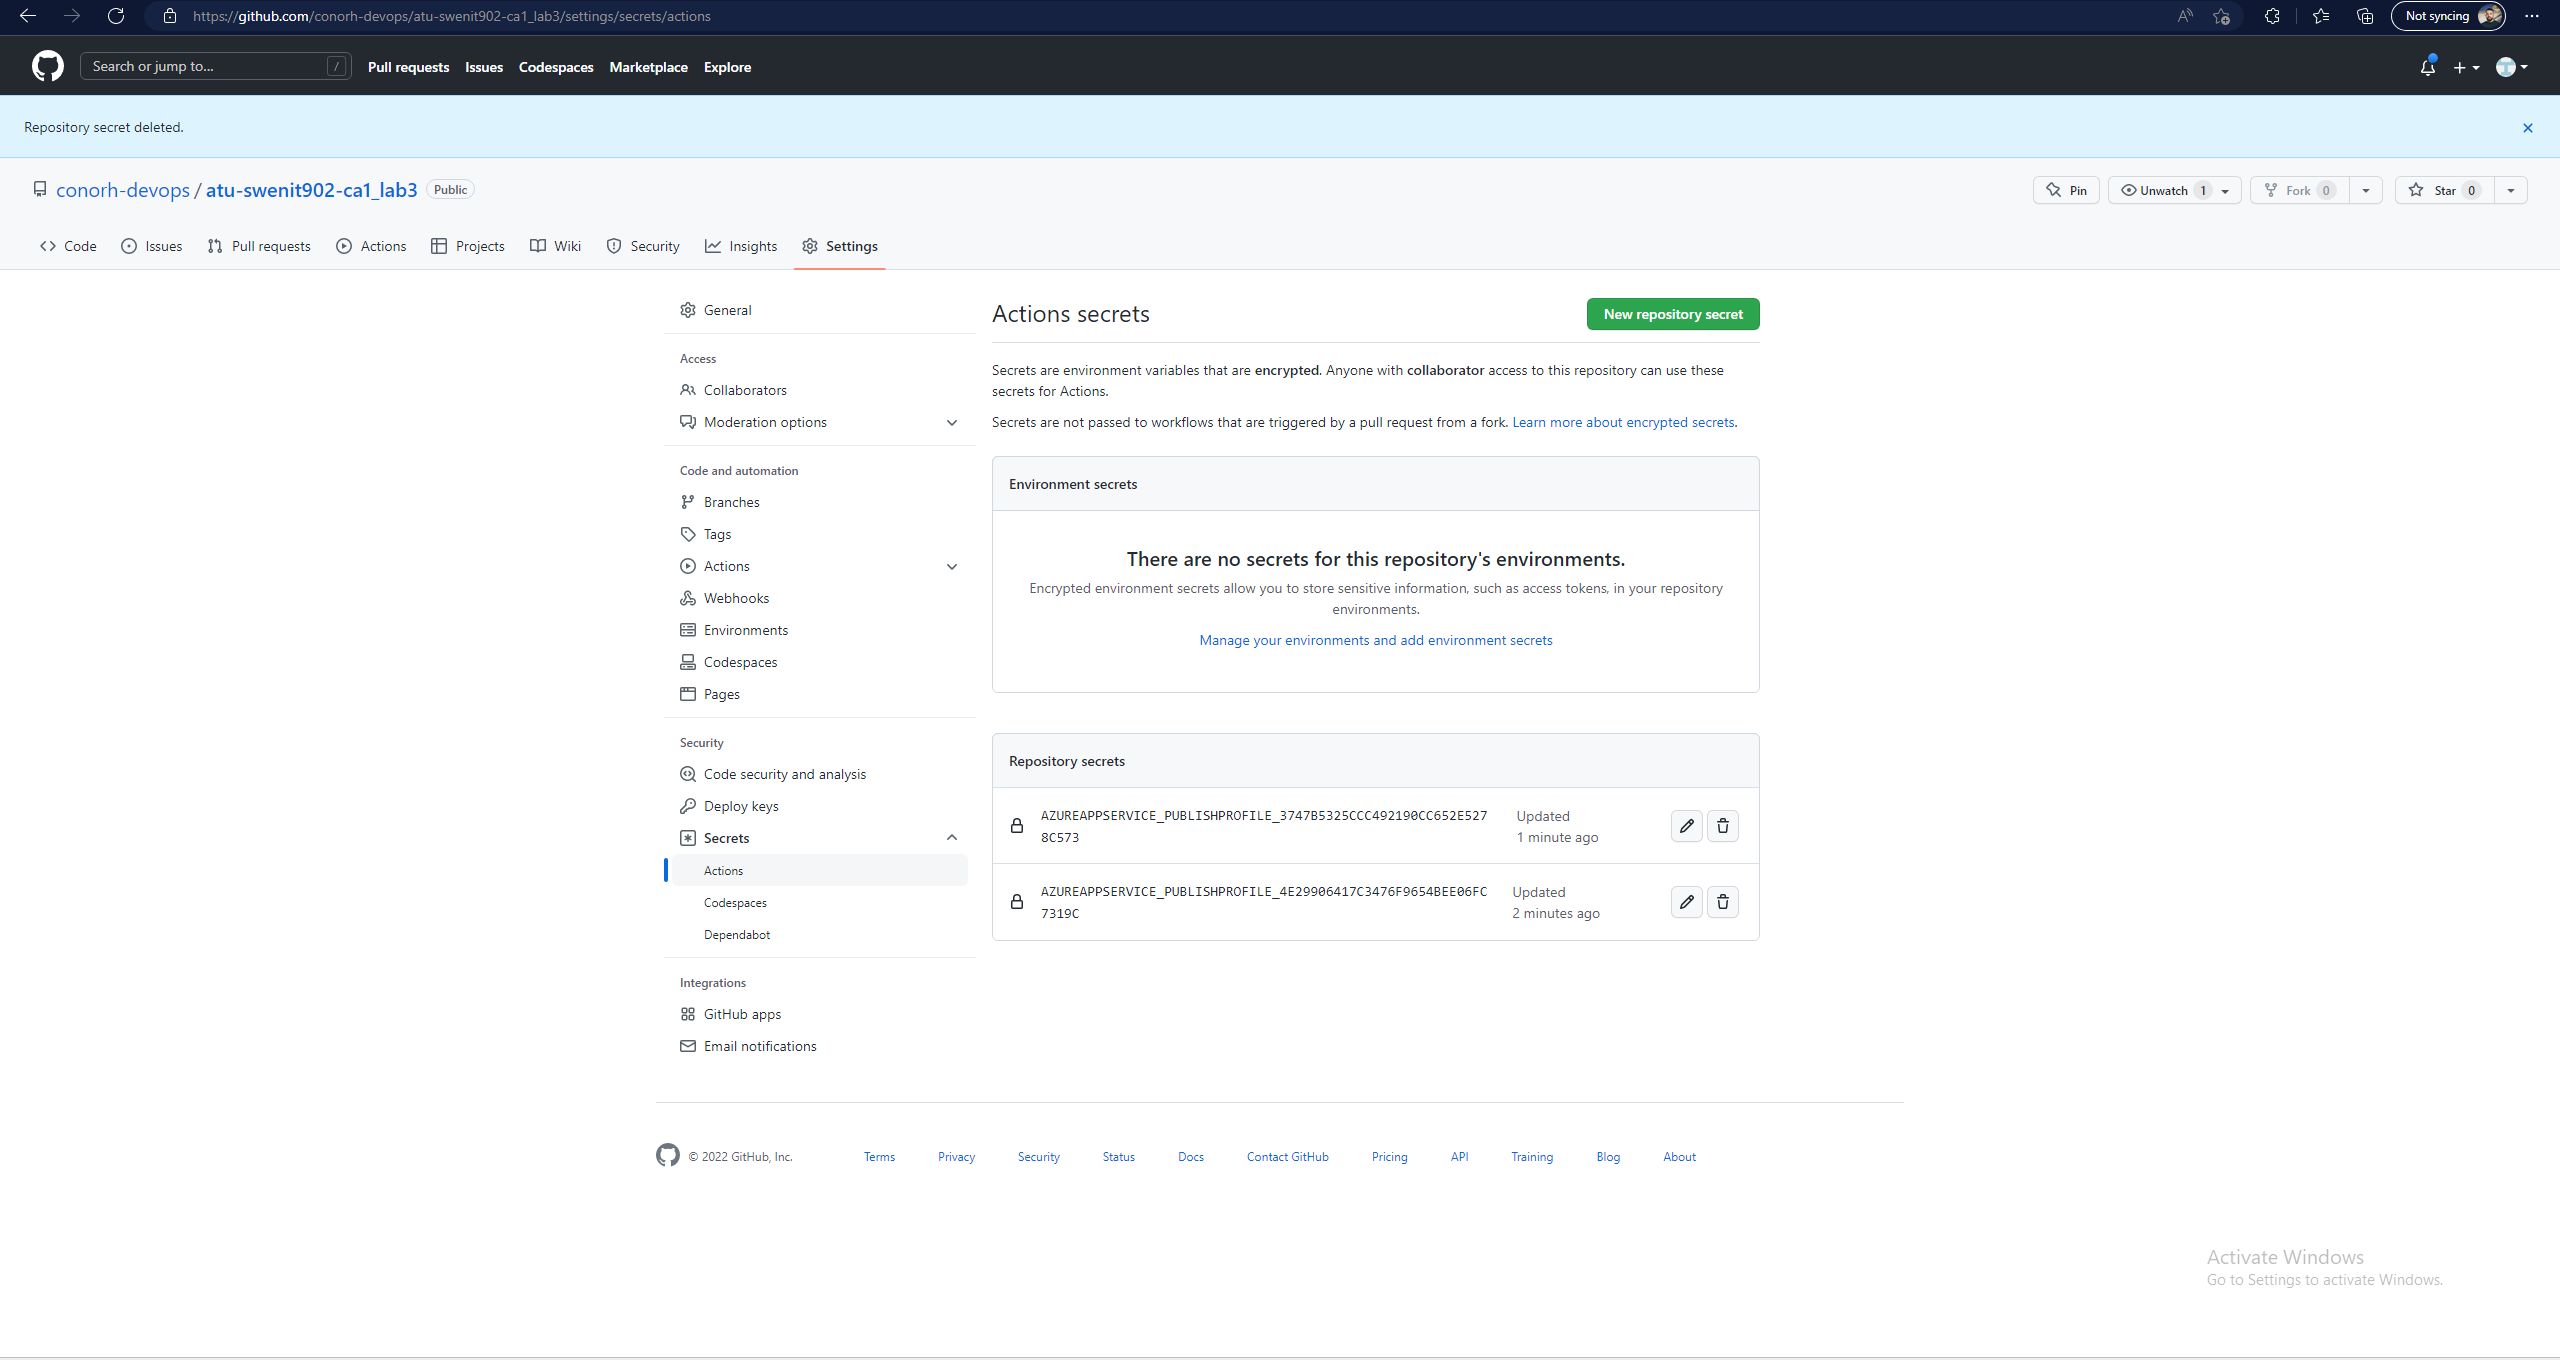 https://github.com/conorh-devops/atu-swenit902-ca1_lab3/settings/secrets/actions
Not syncing
Search or jump to...
/
Pull requests
Issues
Codespaces
Marketplace
Explore
Repository secret deleted.
conorh-devops / atu-swenit902-ca1_lab3 Public
Pin
Unwatch 1
Fork 0
Star 0
Code
Issues
Pull requests
Actions
Projects
Wiki
Security
Insights
Settings
General
Access
Collaborators
Moderation options
Code and automation
Branches
Tags
Actions
Webhooks
Environments
Codespaces
Pages
Security
Code security and analysis
Deploy keys
Secrets
Actions
Codespaces
Dependabot
Integrations
GitHub apps
Email notifications
Actions secrets
New repository secret
Secrets are environment variables that are encrypted. Anyone with collaborator access to this repository can use these
secrets for Actions.
Secrets are not passed to workflows that are triggered by a pull request from a fork. Learn more about encrypted secrets.
Environment secrets
There are no secrets for this repository's environments.
Encrypted environment secrets allow you to store sensitive information, such as access tokens, in your repository
environments.
Manage your environments and add environment secrets
Repository secrets
AZUREAPPSERVICE_PUBLISHPROFILE_3747B5325CCC492190CC652E527
8C573
Updated
1 minute ago
AZUREAPPSERVICE_PUBLISHPROFILE_4E29906417C3476F9654BEE06FC
7319C
Updated
2 minutes ago
© 2022 GitHub, Inc.
Terms
Privacy
Security
Status
Docs
Contact GitHub
Pricing
API
Training
Blog
About
Activate Windows
Go to Settings to activate Windows.